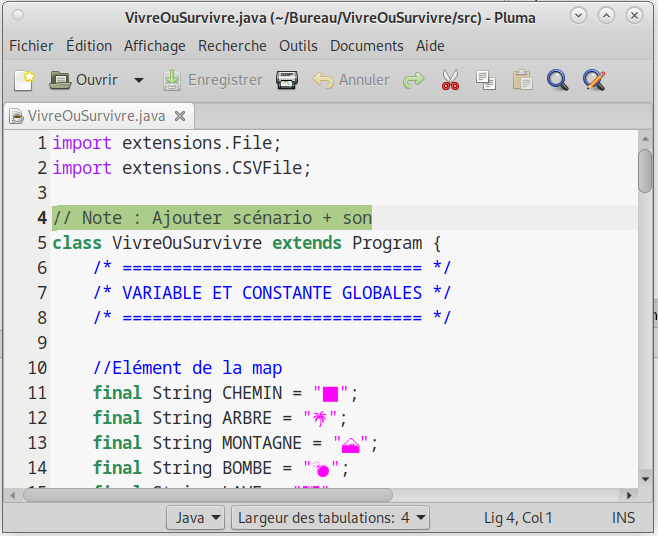 VivreOuSurvivre.java (~/Bureau/VivreOuSurvivre/src) - Pluma
Fichier Édition Affichage Recherche Outils Documents Aide
Ouvrir Enregistrer Annuler
VivreOuSurvivre.java
1 import extensions.File;
2 import extensions.CSVFile;
3
4 // Note : Ajouter scénario + son
5 class VivreOuSurvivre extends Program {
6 /* ============================== */
7 /* VARIABLE ET CONSTANTE GLOBALES */
8 /* ============================== */
9
10 //Elément de la map
11 final String CHEMIN = "■";
12 final String ARBRE = "🌴";
13 final String MONTAGNE = "🗻";
14 final String BOMBE = "💣";
Java Largeur des tabulations: 4 Lig 4, Col 1 INS